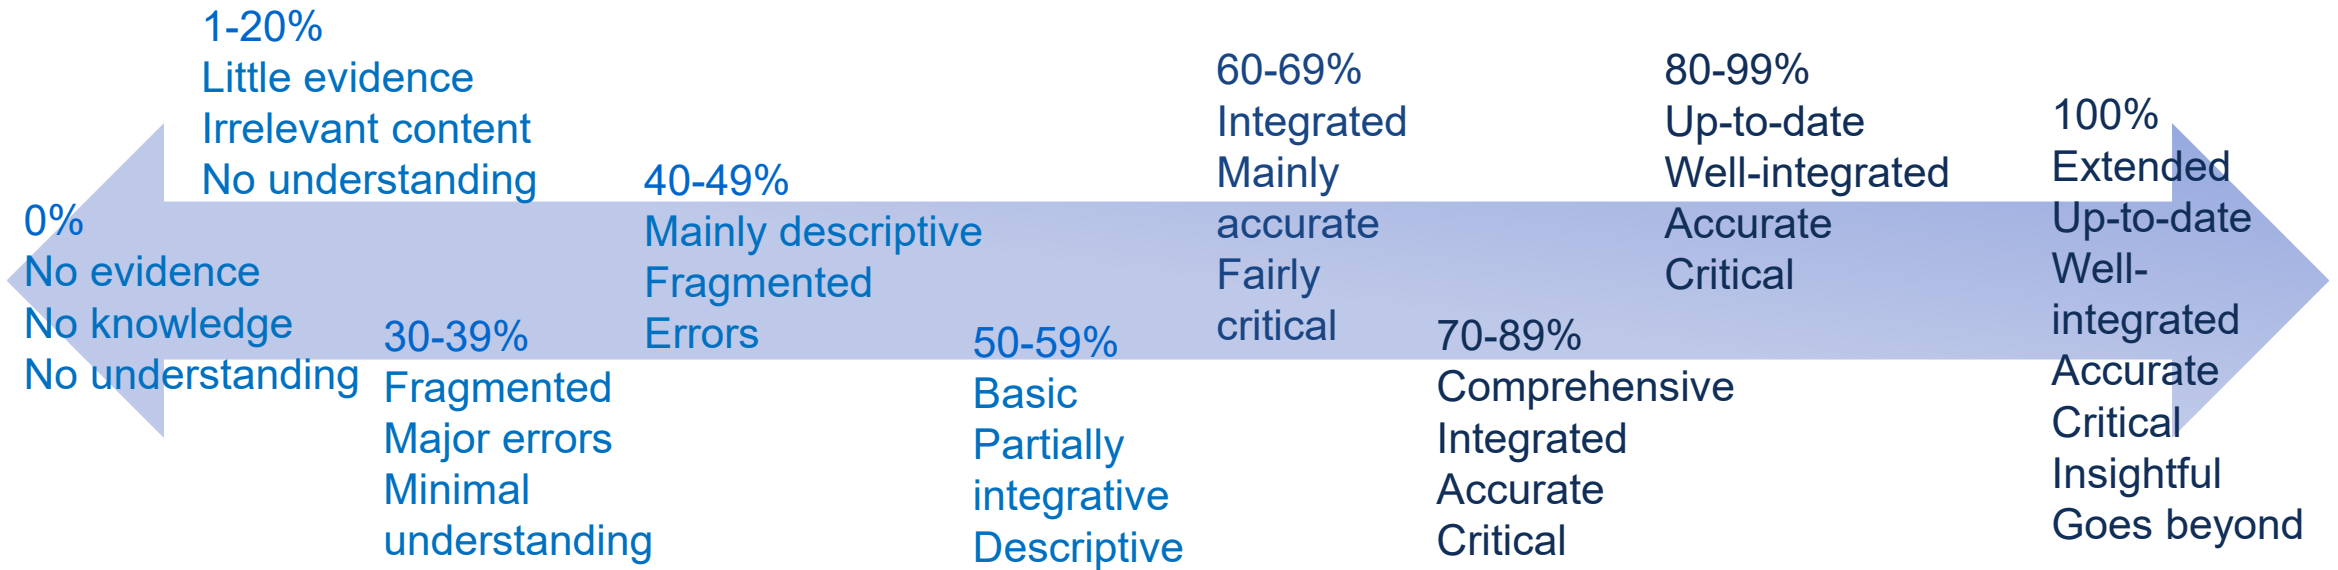 0%
No evidence
No knowledge
No understanding
1-20%
Little evidence
Irrelevant content
No understanding
30-39%
Fragmented
Major errors
Minimal
understanding
40-49%
Mainly descriptive
Fragmented
Errors
50-59%
Basic
Partially
integrative
Descriptive
60-69%
Integrated
Mainly
accurate
Fairly
critical
70-89%
Comprehensive
Integrated
Accurate
Critical
80-99%
Up-to-date
Well-integrated
Accurate
Critical
100%
Extended
Up-to-date
Well-
integrated
Accurate
Critical
Insightful
Goes beyond